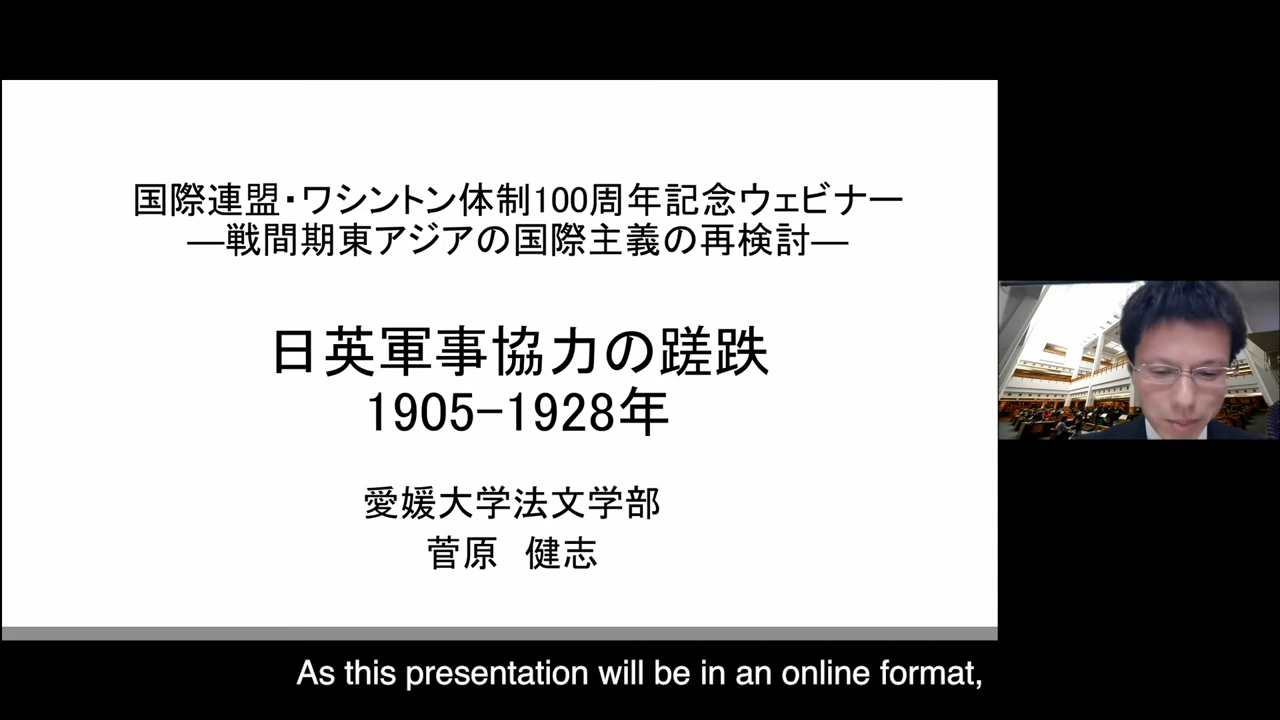 国際連盟・ワシントン体制100周年記念ウェビナー
―戦間期東アジアの国際主義の再検討―
日英軍事協力の蹉跌
1905-1928年
愛媛大学法文学部
菅原　健志
As this presentation will be in an online format,